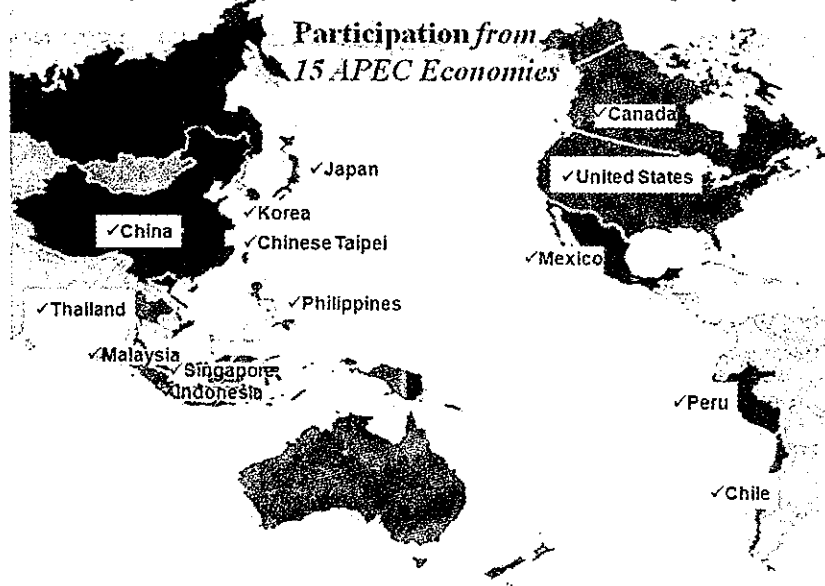 Participation from
15 APEC Economies
✓Canada
✓Japan
✓United States
✓Korea
✓China
✓Chinese Taipei
✓Mexico
✓Thailand
✓Philippines
✓Malaysia
✓Singapore
✓Indonesia
✓Peru
✓Chile